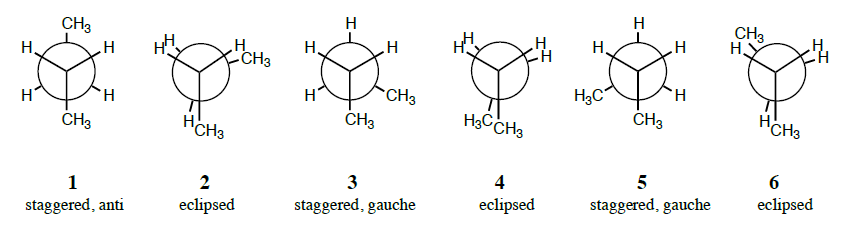 CH₃
H H
H H
CH₃
H H H
CH₃
H
CH₃
H
H H
H CH₃
CH₃
H H H
H
H₃C
CH₃
H
H H
H₃C H
CH₃
CH₃
H H
H
H
CH₃
1 2 3 4 5 6
staggered, anti eclipsed staggered, gauche eclipsed staggered, gauche eclipsed